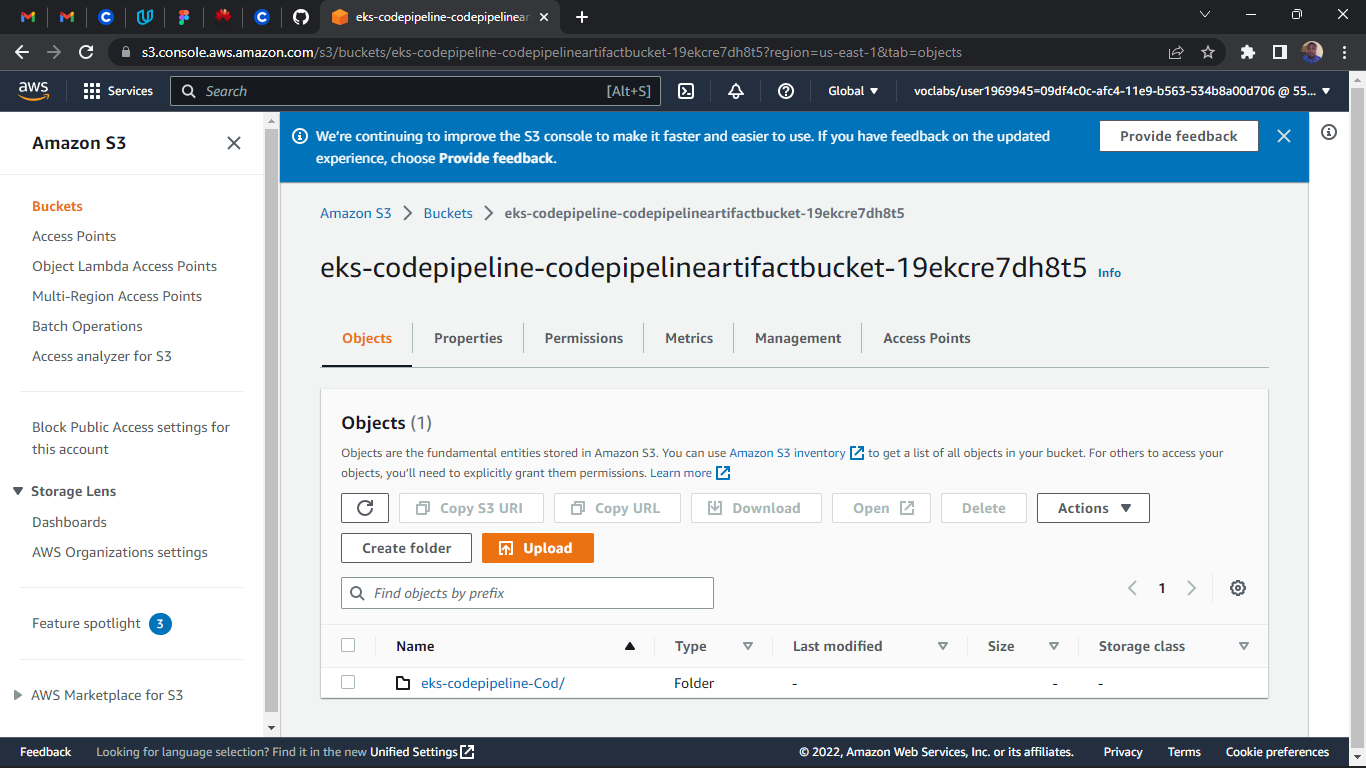 eks-codepipeline-codepipelinear
s3.console.aws.amazon.com/s3/buckets/eks-codepipeline-codepipelineartifactbucket-19ekcre7dh8t5?region=us-east-1&tab=objects
aws
Services
Search
[Alt+S]
Global
voclabs/user1969945=09df4c0c-afc4-11e9-b563-534b8a00d706 @ 55...
Amazon S3
Buckets
Access Points
Object Lambda Access Points
Multi-Region Access Points
Batch Operations
Access analyzer for S3
Block Public Access settings for
this account
Storage Lens
Dashboards
AWS Organizations settings
Feature spotlight 3
AWS Marketplace for S3
We're continuing to improve the S3 console to make it faster and easier to use. If you have feedback on the updated
experience, choose Provide feedback.
Provide feedback
Amazon S3 > Buckets > eks-codepipeline-codepipelineartifactbucket-19ekcre7dh8t5
eks-codepipeline-codepipelineartifactbucket-19ekcre7dh8t5 Info
Objects Properties Permissions Metrics Management Access Points
Objects (1)
Objects are the fundamental entities stored in Amazon S3. You can use Amazon S3 inventory to get a list of all objects in your bucket. For others to access your
objects, you'll need to explicitly grant them permissions. Learn more
Copy S3 URI Copy URL Download Open Delete Actions
Create folder Upload
Find objects by prefix
1
Name Type Last modified Size Storage class
eks-codepipeline-Cod/ Folder - - -
Feedback Looking for language selection? Find it in the new Unified Settings © 2022, Amazon Web Services, Inc. or its affiliates. Privacy Terms Cookie preferences